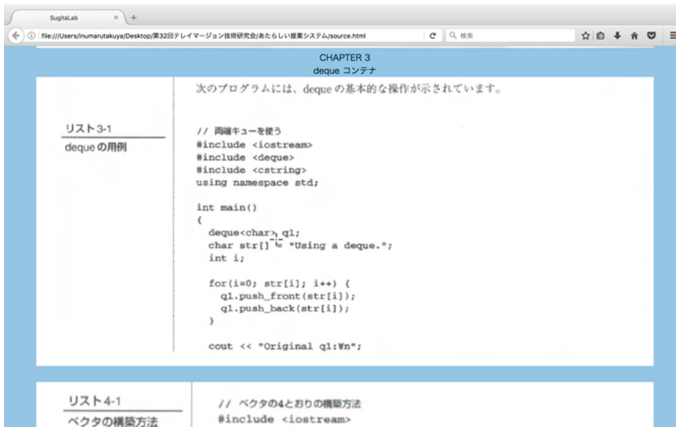 SugitaLab
file:///Users/inumarutakuya/Desktop/第32回テレイマージョン技術研究会/あたらしい提案システム/source.html
検索
CHAPTER 3
deque コンテナ
次のプログラムには、deque の基本的な操作が示されています。
リスト3-1
deque の用例
// 両端キューを使う
#include <iostream>
#include <deque>
#include <cstring>
using namespace std;
int main()
{
deque<char> q1;
char str[] = "Using a deque.";
int i;
for(i=0; str[i]; i++) {
q1.push_front(str[i]);
q1.push_back(str[i]);
}
cout << "Original q1:¥n";
リスト4-1
ベクタの構築方法
// ベクタの4とおりの構築方法
#include <iostream>